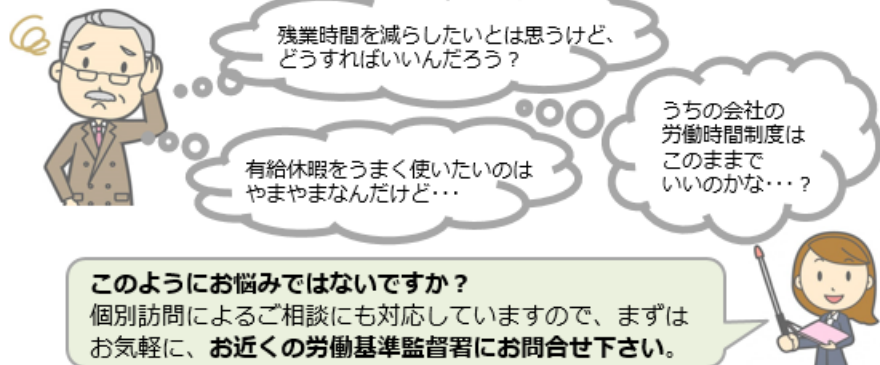 残業時間を減らしたいとは思うけど、
どうすればいいんだろう？
うちの会社の
労働時間制度は
このままで
いいのかな･･･？
有給休暇をうまく使いたいのは
やまやまなんだけど･･･
このようにお悩みではないですか？
個別訪問によるご相談にも対応していますので、まずは
お気軽に、お近くの労働基準監督署にお問合せ下さい。